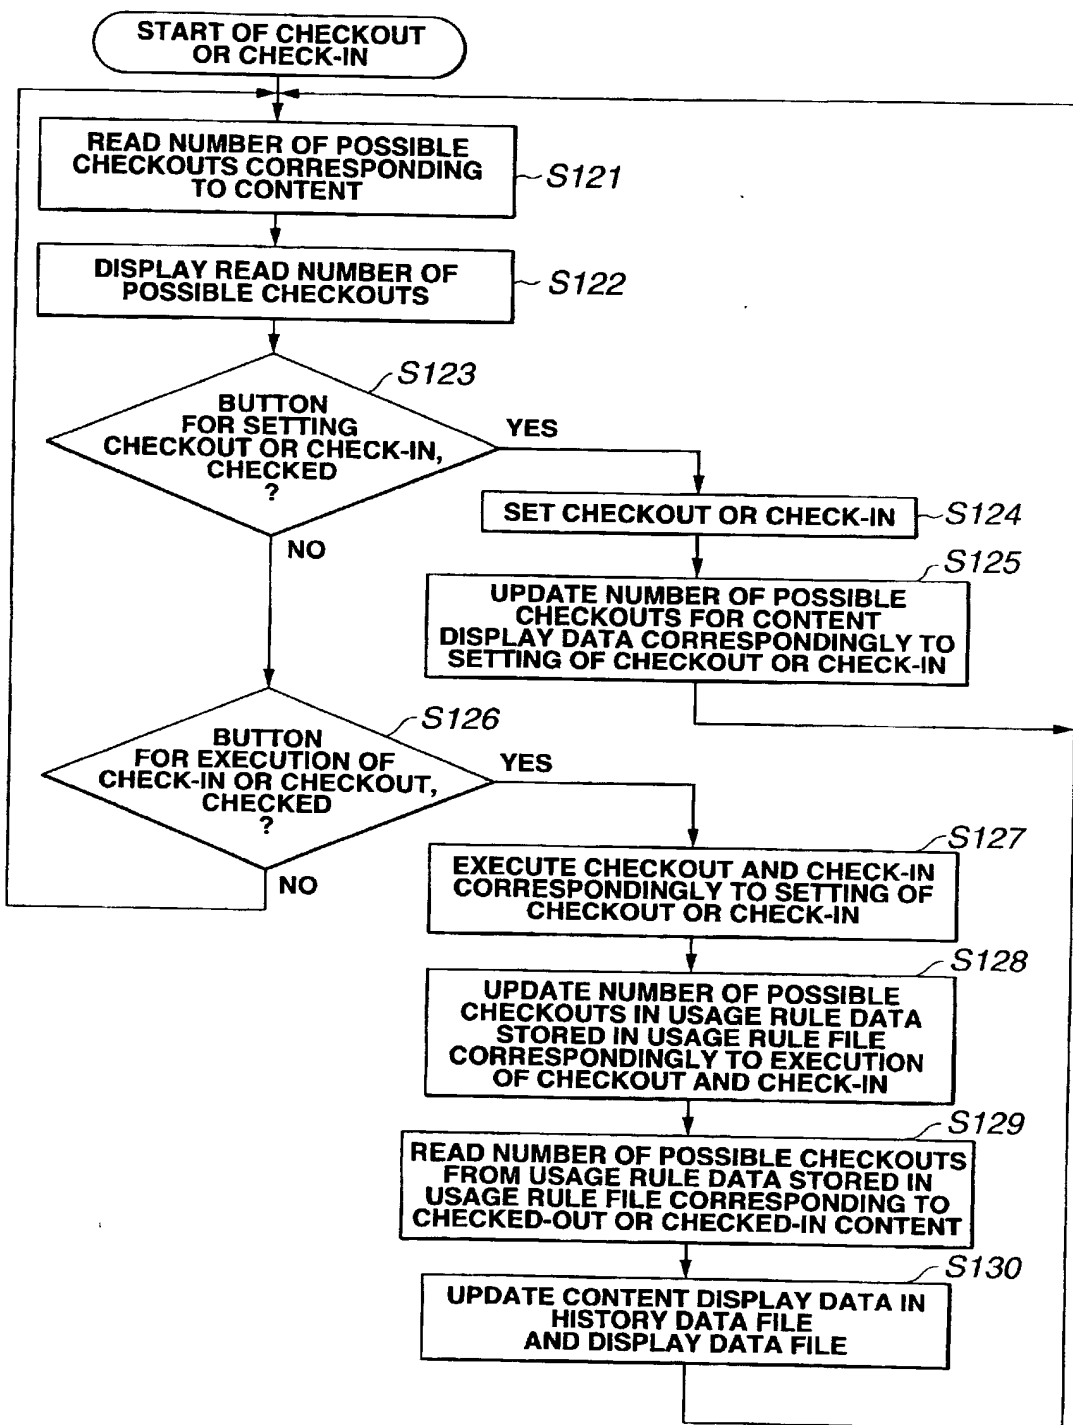 START OF CHECKOUT
OR CHECK-IN
READ NUMBER OF POSSIBLE
CHECKOUTS CORRESPONDING
TO CONTENT
S121
DISPLAY READ NUMBER OF
POSSIBLE CHECKOUTS
S122
S123
BUTTON
FOR SETTING
CHECKOUT OR CHECK-IN,
CHECKED
?
YES
NO
SET CHECKOUT OR CHECK-IN
S124
S125
UPDATE NUMBER OF POSSIBLE
CHECKOUTS FOR CONTENT
DISPLAY DATA CORRESPONDINGLY TO
SETTING OF CHECKOUT OR CHECK-IN
S126
BUTTON
FOR EXECUTION OF
CHECK-IN OR CHECKOUT,
CHECKED
?
YES
NO
S127
EXECUTE CHECKOUT AND CHECK-IN
CORRESPONDINGLY TO SETTING OF
CHECKOUT OR CHECK-IN
S128
UPDATE NUMBER OF POSSIBLE
CHECKOUTS IN USAGE RULE DATA
STORED IN USAGE RULE FILE
CORRESPONDINGLY TO EXECUTION
OF CHECKOUT AND CHECK-IN
S129
READ NUMBER OF POSSIBLE CHECKOUTS
FROM USAGE RULE DATA STORED IN
USAGE RULE FILE CORRESPONDING TO
CHECKED-OUT OR CHECKED-IN CONTENT
S130
UPDATE CONTENT DISPLAY DATA IN
HISTORY DATA FILE
AND DISPLAY DATA FILE